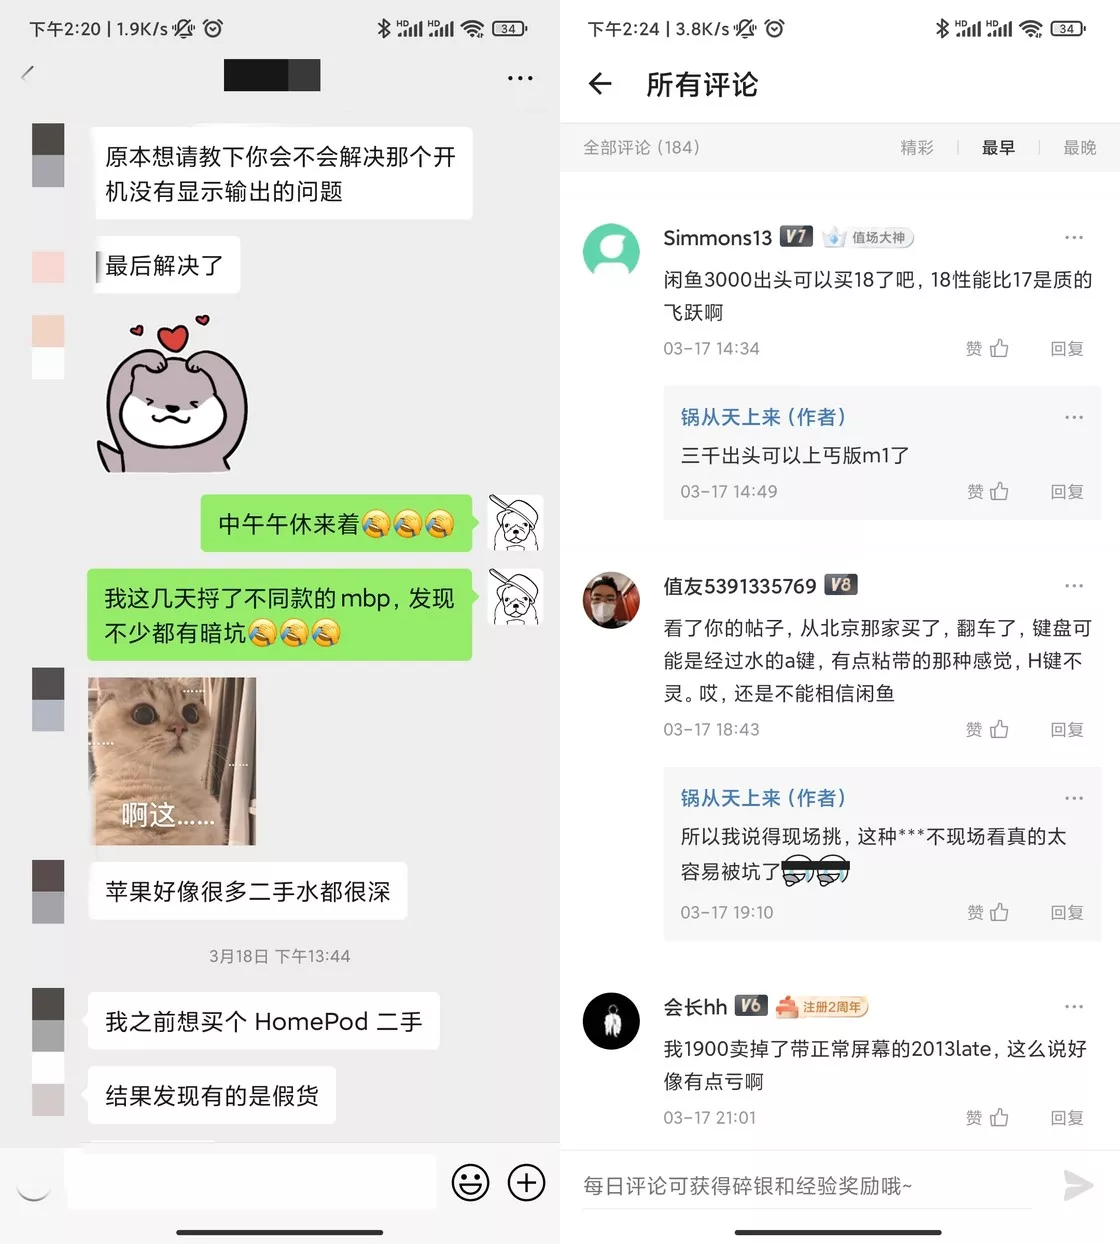 下午2:20 | 1.9K/s
HD HD 34
原本想请教下你会不会解决那个开
机没有显示输出的问题
最后解决了
中午午休来着🤣🤣🤣
我这几天捋了不同款的mbp，发现
不少都有暗坑🤣🤣🤣
......
......
......
啊这......
苹果好像很多二手水都很深
3月18日 下午13:44
我之前想买个 HomePod 二手
结果发现有的是假货
下午2:24 | 3.8K/s
HD HD 34
所有评论
全部评论 (184)
精彩 | 最早 | 最晚
Simmons13 V7 值场大神
闲鱼3000出头可以买18了吧，18性能比17是质的
飞跃啊
03-17 14:34 赞 回复
锅从天上来 (作者)
三千出头可以上丐版m1了
03-17 14:49 赞 回复
值友5391335769 V8
看了你的帖子，从北京那家买了，翻车了，键盘可
能是经过水的a键，有点粘带的那种感觉，H键不
灵。哎，还是不能相信闲鱼
03-17 18:43 赞 回复
锅从天上来 (作者)
所以我说得现场挑，这种***不现场看真的太
容易被坑了
03-17 19:10 赞 回复
会长hh V6 注册2周年
我1900卖掉了带正常屏幕的2013late，这么说好
像有点亏啊
03-17 21:01 赞 回复
每日评论可获得碎银和经验奖励哦~